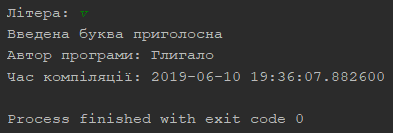 Літера: v
Введена буква приголосна
Автор програми: Глигало
Час компіляції: 2019-06-10 19:36:07.882600
Process finished with exit code 0